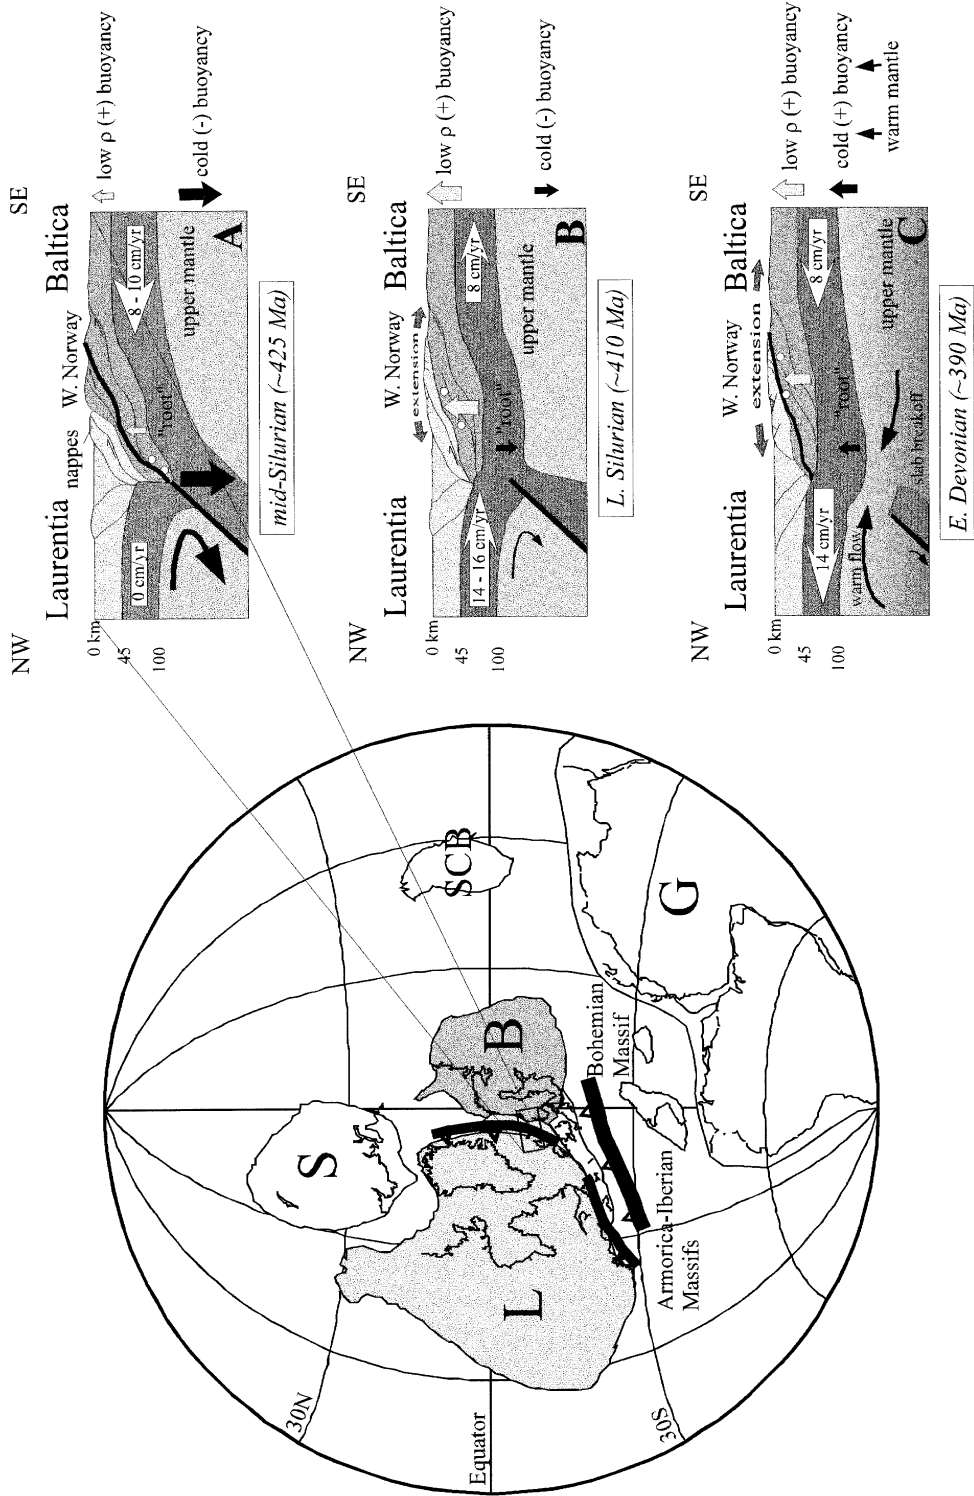 30N
Equator
30S
L
S
B
SCB
G
Bohemian
Massif
Armorica-Iberian
Massifs
NW
SE
Laurentia
nappes
W. Norway
Baltica
0 km
45
100
0 cm/yr
8 - 10 cm/yr
"root"
upper mantle
A
low ρ (+) buoyancy
cold (-) buoyancy
mid-Silurian (~425 Ma)
NW
SE
Laurentia
W. Norway
Baltica
extension
0 km
45
100
14 - 16 cm/yr
8 cm/yr
"root"
upper mantle
B
low ρ (+) buoyancy
cold (-) buoyancy
L. Silurian (~410 Ma)
NW
SE
Laurentia
W. Norway
Baltica
extension
0 km
45
100
14 cm/yr
8 cm/yr
"root"
warm flow
slab breakoff
upper mantle
C
low ρ (+) buoyancy
cold (+) buoyancy
warm mantle
E. Devonian (~390 Ma)